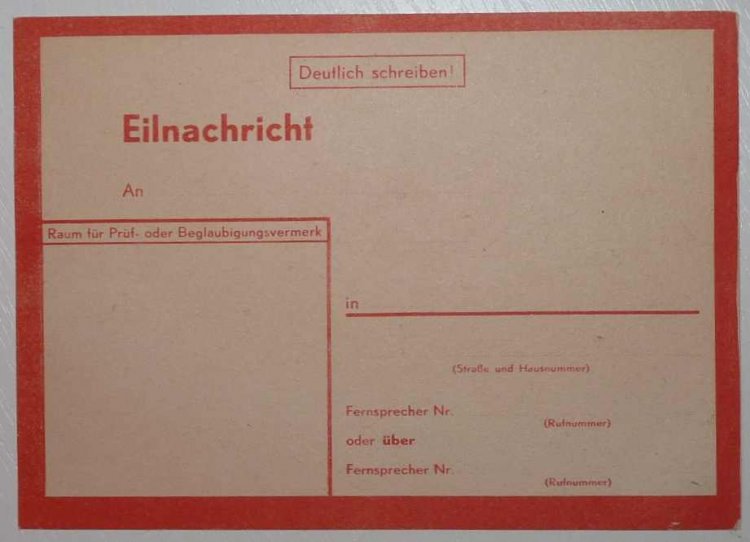 Deutlich schreiben!
Eilnachricht
An
Raum für Prüf- oder Beglaubigungsvermerk
in
(Straße und Hausnummer)
Fernsprecher Nr.
(Rufnummer)
oder über
Fernsprecher Nr.
(Rufnummer)